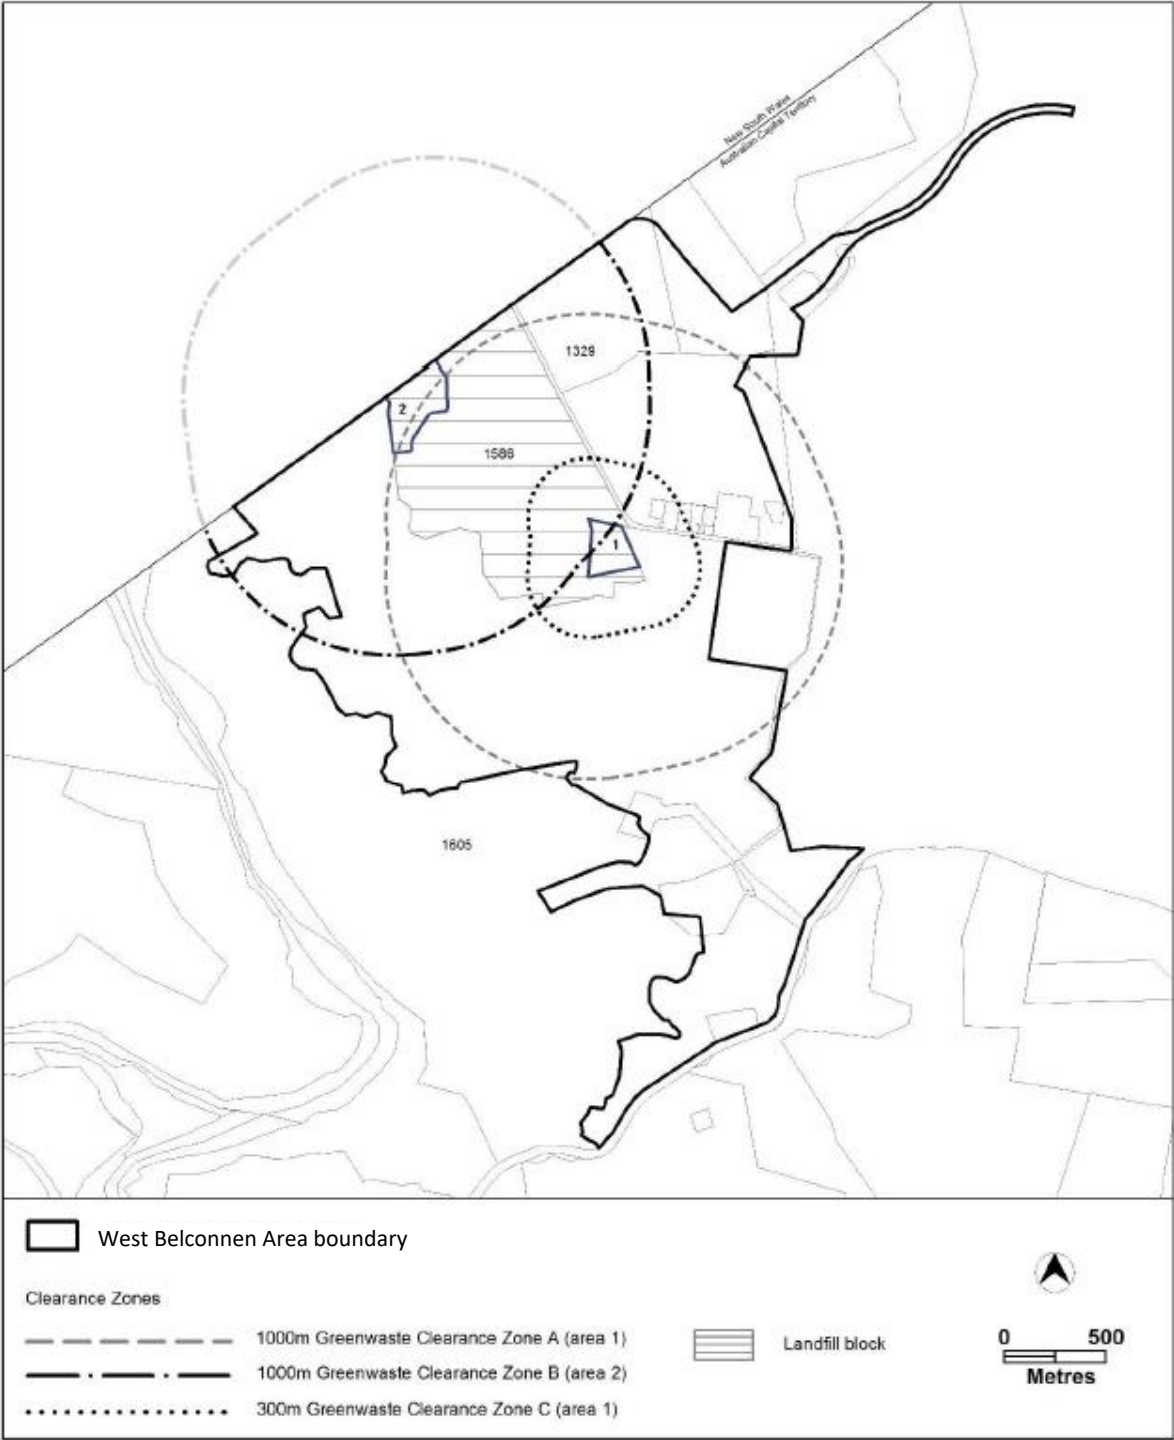 New South Wales
Australian Capital Territory
1329
2
1586
1
1605
West Belconnen Area boundary
Clearance Zones
1000m Greenwaste Clearance Zone A (area 1)
1000m Greenwaste Clearance Zone B (area 2)
300m Greenwaste Clearance Zone C (area 1)
Landfill block
0 500
Metres